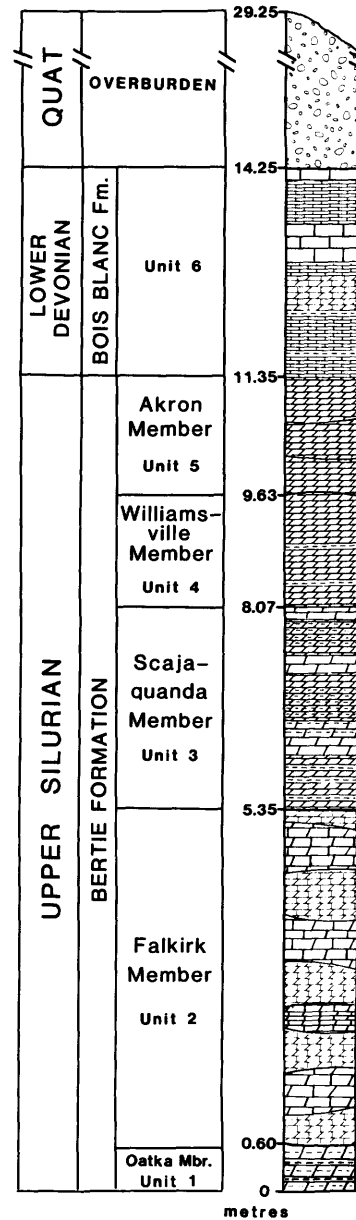 29.25
QUAT
OVERBURDEN
14.25
LOWER
DEVONIAN
BOIS BLANC Fm.
Unit 6
11.35
Akron
Member
Unit 5
9.63
Williams-
ville
Member
Unit 4
8.07
UPPER SILURIAN
BERTIE FORMATION
Scaja-
quanda
Member
Unit 3
5.35
Falkirk
Member
Unit 2
0.60
Oatka Mbr.
Unit 1
0
metres